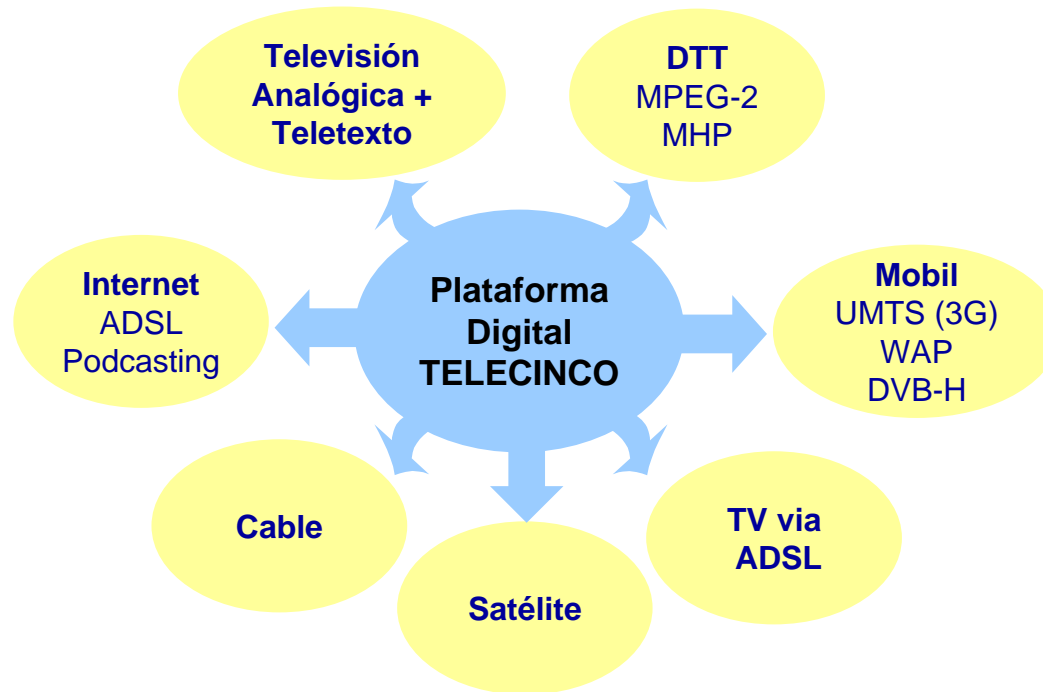 Televisión
Analógica +
Teletexto
DTT
MPEG-2
MHP
Internet
ADSL
Podcasting
Plataforma
Digital
TELECINCO
Mobil
UMTS (3G)
WAP
DVB-H
Cable
Satélite
TV via
ADSL